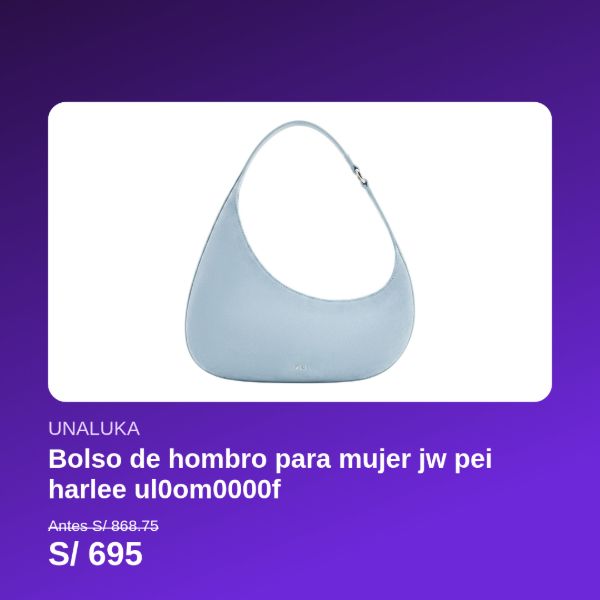 UNALUKA
Bolso de hombro para mujer jw pei
harlee ul0om0000f
Antes S/ 868.75
S/ 695